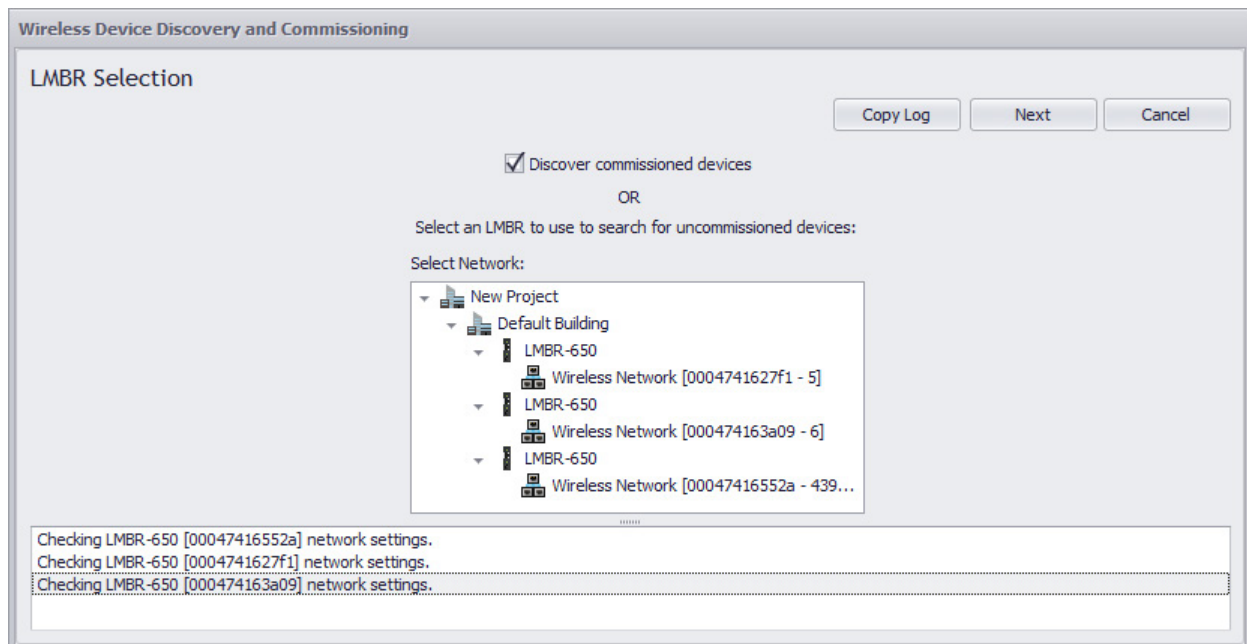 Wireless Device Discovery and Commissioning
LMBR Selection
Copy Log Next Cancel
Discover commissioned devices
OR
Select an LMBR to use to search for uncommissioned devices:
Select Network:
New Project
Default Building
LMBR-650
Wireless Network [0004741627f1 - 5]
LMBR-650
Wireless Network [000474163a09 - 6]
LMBR-650
Wireless Network [00047416552a - 439...
Checking LMBR-650 [00047416552a] network settings.
Checking LMBR-650 [0004741627f1] network settings.
Checking LMBR-650 [000474163a09] network settings.